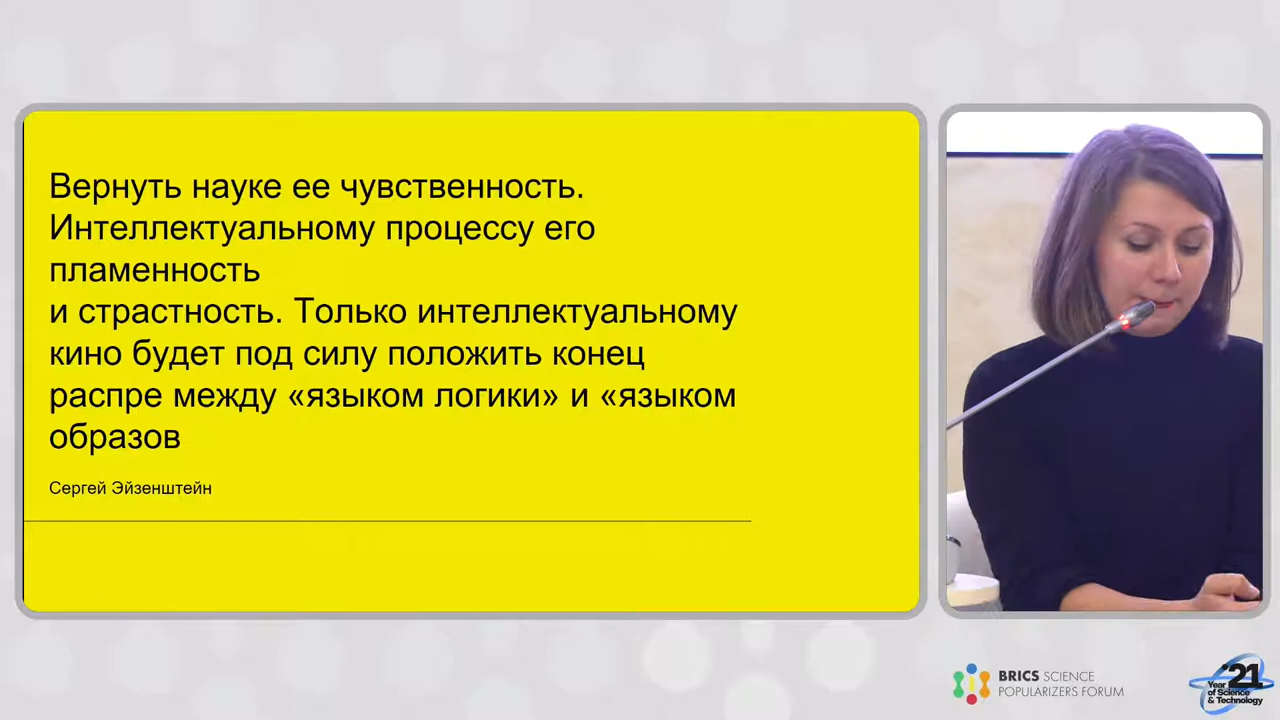 Вернуть науке ее чувственность.
Интеллектуальному процессу его
пламенность
и страстность. Только интеллектуальному
кино будет под силу положить конец
распре между «языком логики» и «языком
образов
Сергей Эйзенштейн
BRICS SCIENCE
POPULARIZERS FORUM
'21
Year
of Science
& Technology